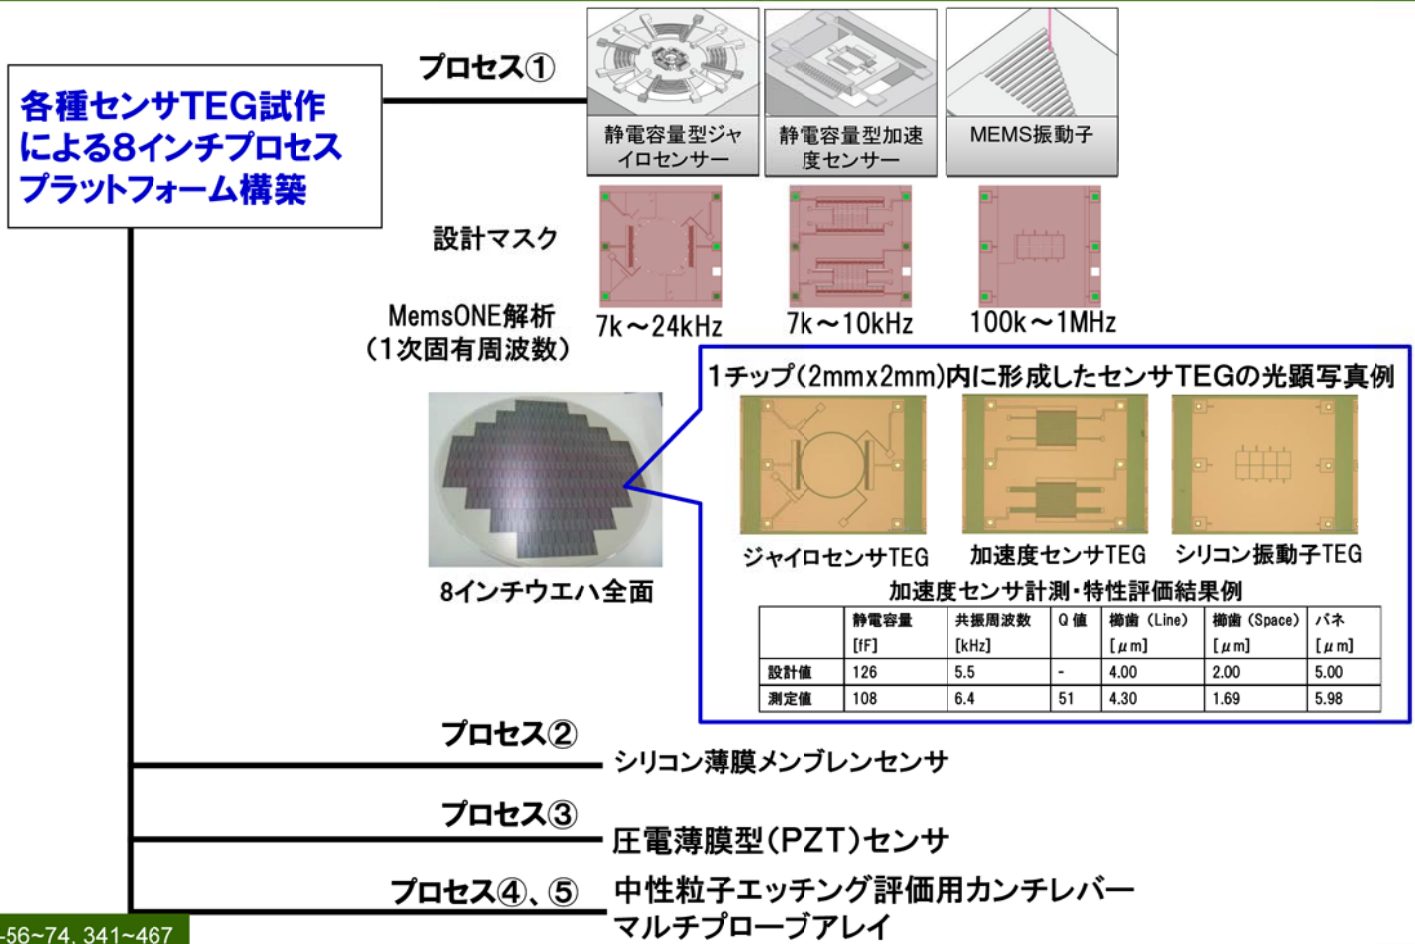 各種センサTEG試作
による8インチプロセス
プラットフォーム構築
プロセス①
静電容量型ジャ
イロセンサー
静電容量型加速
度センサー
MEMS振動子
設計マスク
MemsONE解析
（1次固有周波数）
7k～24kHz
7k～10kHz
100k～1MHz
8インチウエハ全面
1チップ(2mmx2mm)内に形成したセンサTEGの光顕写真例
ジャイロセンサTEG
加速度センサTEG
シリコン振動子TEG
加速度センサ計測・特性評価結果例
静電容量 [fF] 共振周波数 [kHz] Q値 櫛歯（Line） [μm] 櫛歯（Space） [μm] バネ [μm]
設計値 126 5.5 - 4.00 2.00 5.00
測定値 108 6.4 51 4.30 1.69 5.98
プロセス②
シリコン薄膜メンブレンセンサ
プロセス③
圧電薄膜型(PZT)センサ
プロセス④、⑤
中性粒子エッチング評価用カンチレバー
マルチプローブアレイ
-56~74, 341~467